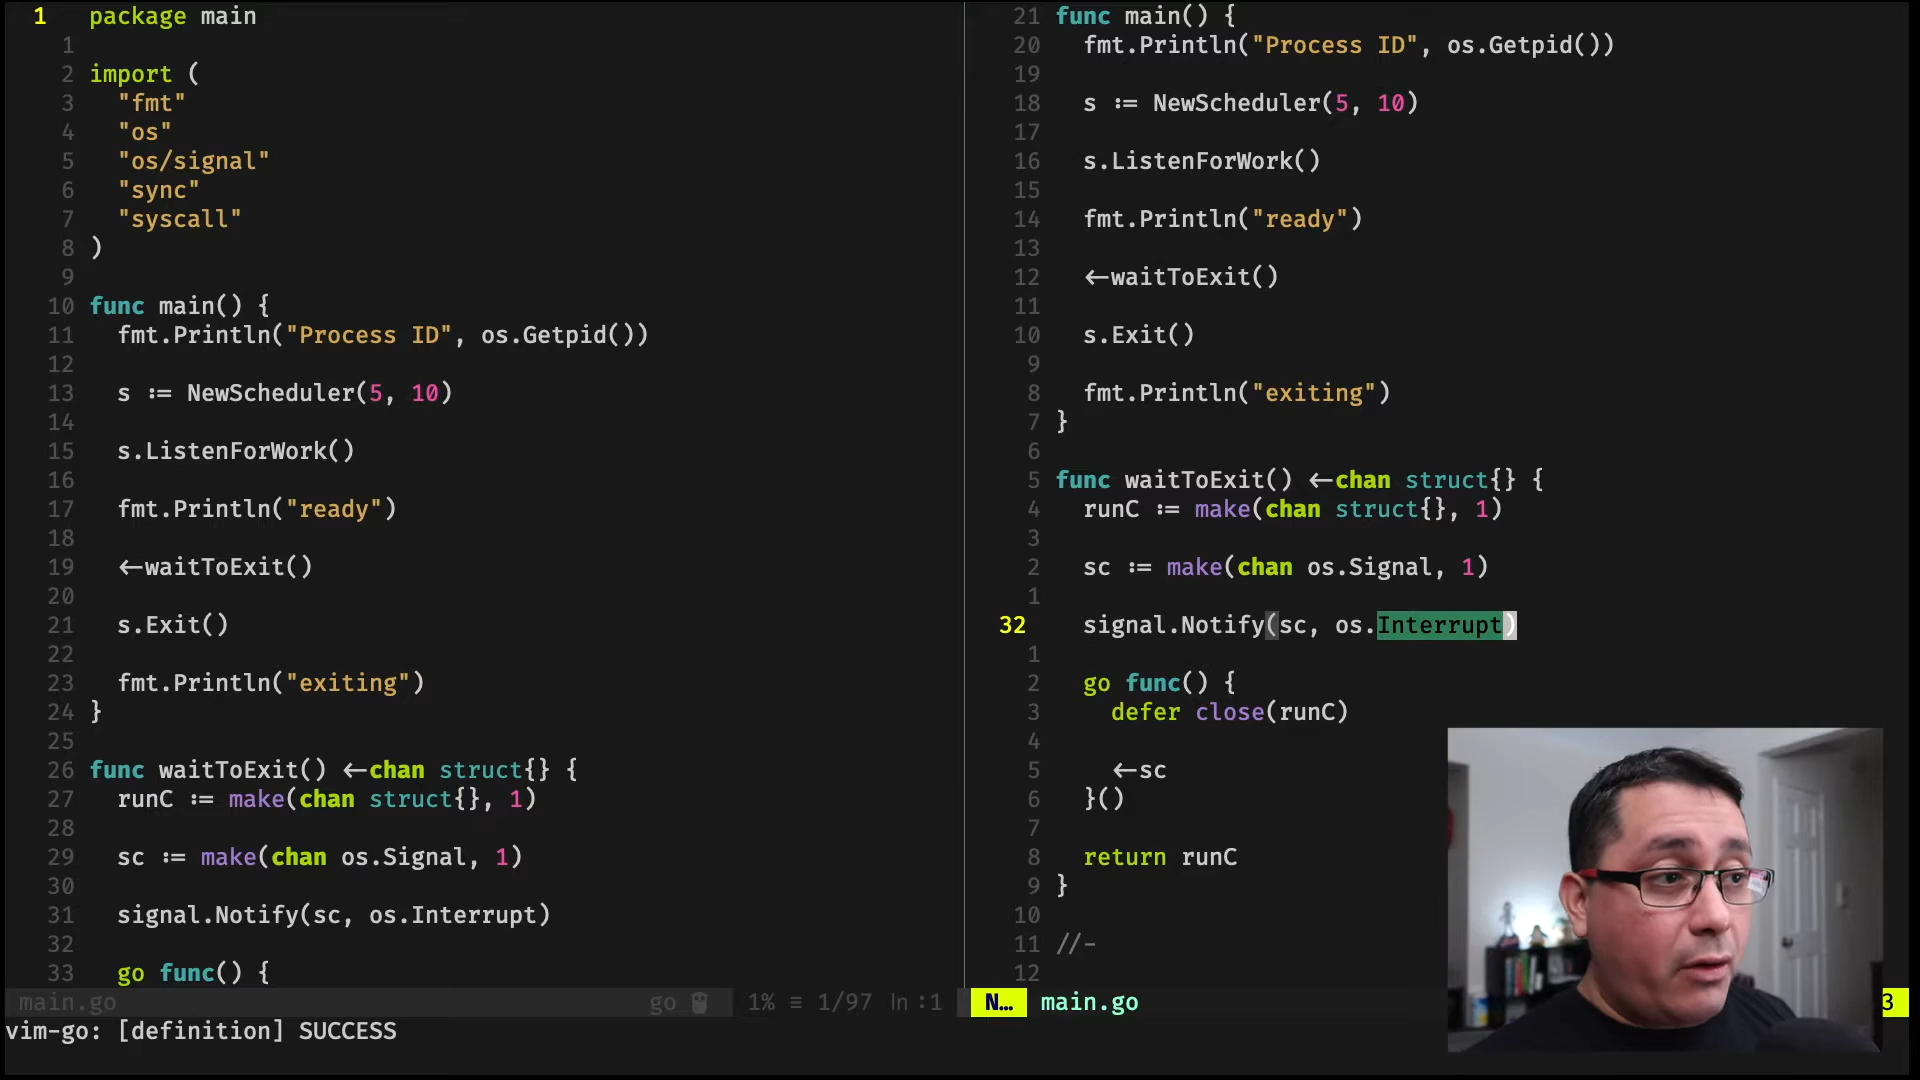 1 package main
1
2 import (
3 "fmt"
4 "os"
5 "os/signal"
6 "sync"
7 "syscall"
8 )
9
10 func main() {
11 fmt.Println("Process ID", os.Getpid())
12
13 s := NewScheduler(5, 10)
14
15 s.ListenForWork()
16
17 fmt.Println("ready")
18
19 <-waitToExit()
20
21 s.Exit()
22
23 fmt.Println("exiting")
24 }
25
26 func waitToExit() <-chan struct{} {
27 runC := make(chan struct{}, 1)
28
29 sc := make(chan os.Signal, 1)
30
31 signal.Notify(sc, os.Interrupt)
32
33 go func() {
main.go go 1% ≡ 1/97 ln :1
21 func main() {
20 fmt.Println("Process ID", os.Getpid())
19
18 s := NewScheduler(5, 10)
17
16 s.ListenForWork()
15
14 fmt.Println("ready")
13
12 <-waitToExit()
11
10 s.Exit()
9
8 fmt.Println("exiting")
7 }
6
5 func waitToExit() <-chan struct{} {
4 runC := make(chan struct{}, 1)
3
2 sc := make(chan os.Signal, 1)
1
32 signal.Notify(sc, os.Interrupt)
1
2 go func() {
3 defer close(runC)
4
5 <-sc
6 }()
7
8 return runC
9 }
10
11 //-
12
N… main.go 3
vim-go: [definition] SUCCESS